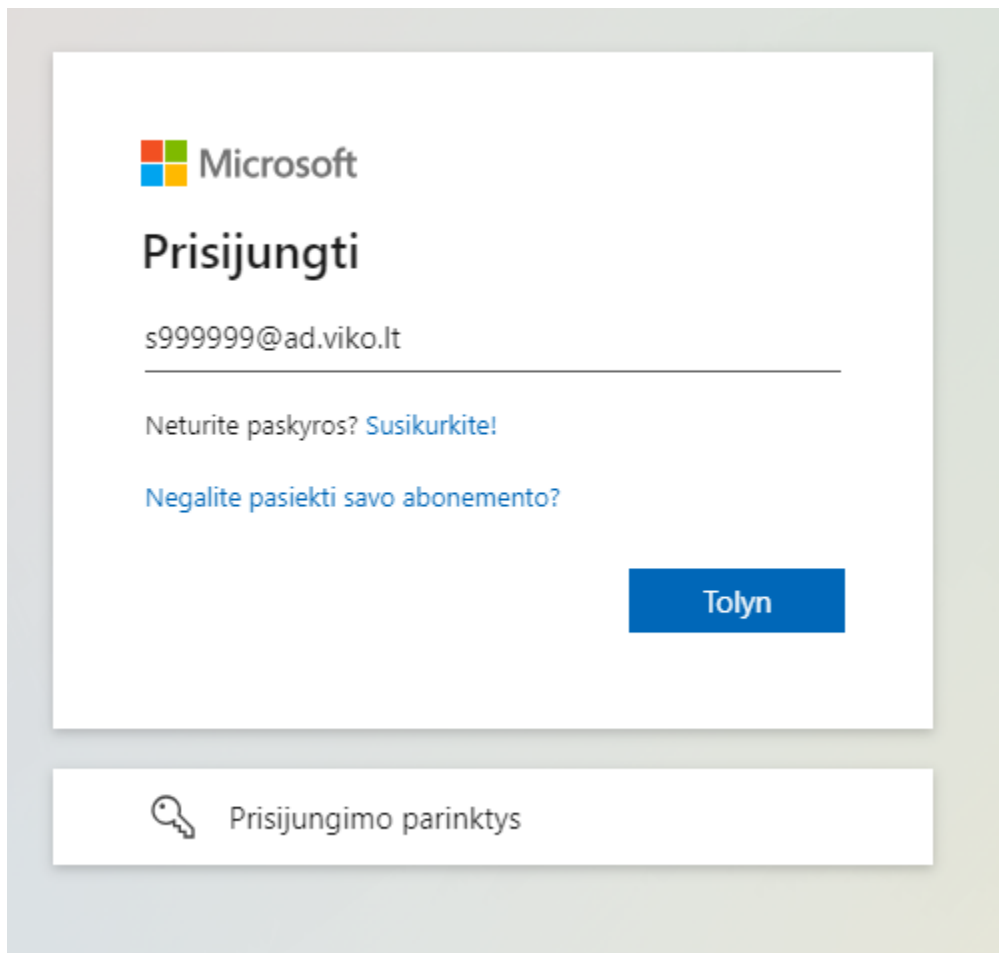 Microsoft
Prisijungti
s999999@ad.viko.lt
Neturite paskyros? Susikurkite!
Negalite pasiekti savo abonemento?
Tolyn
Prisijungimo parinktys